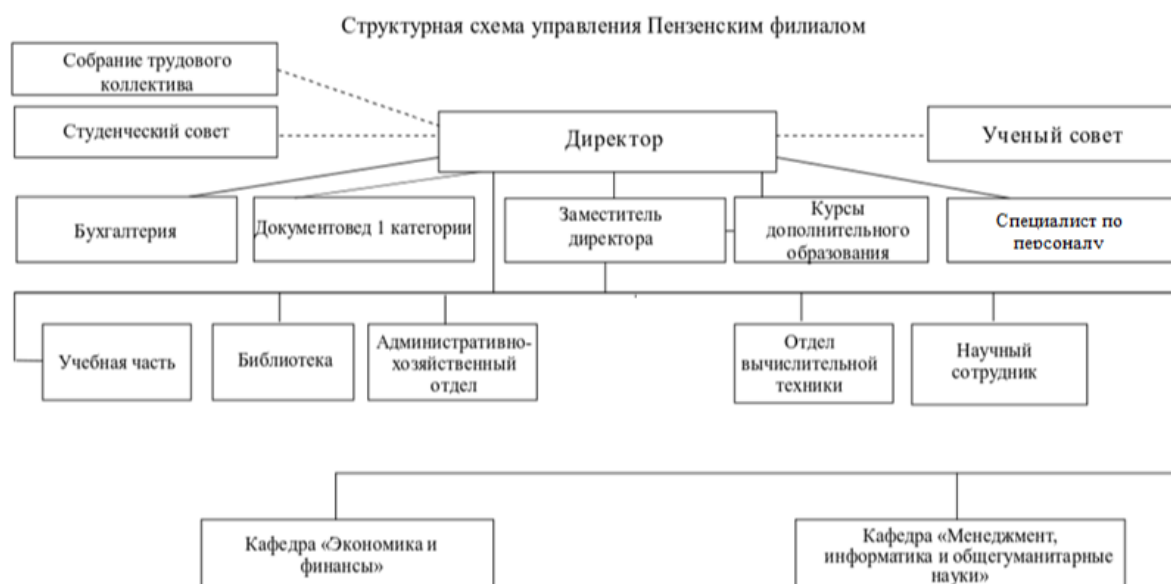 Структурная схема управления Пензенским филиалом
Собрание трудового
коллектива
Студенческий совет
Директор
Ученый совет
Бухгалтерия
Документовед 1 категории
Заместитель
директора
Курсы
дополнительного
образования
Специалист по
персоналу
Учебная часть
Библиотека
Административно-
хозяйственный
отдел
Отдел
вычислительной
техники
Научный
сотрудник
Кафедра «Экономика и
финансы»
Кафедра «Менеджмент,
информатика и общегуманитарные
науки»